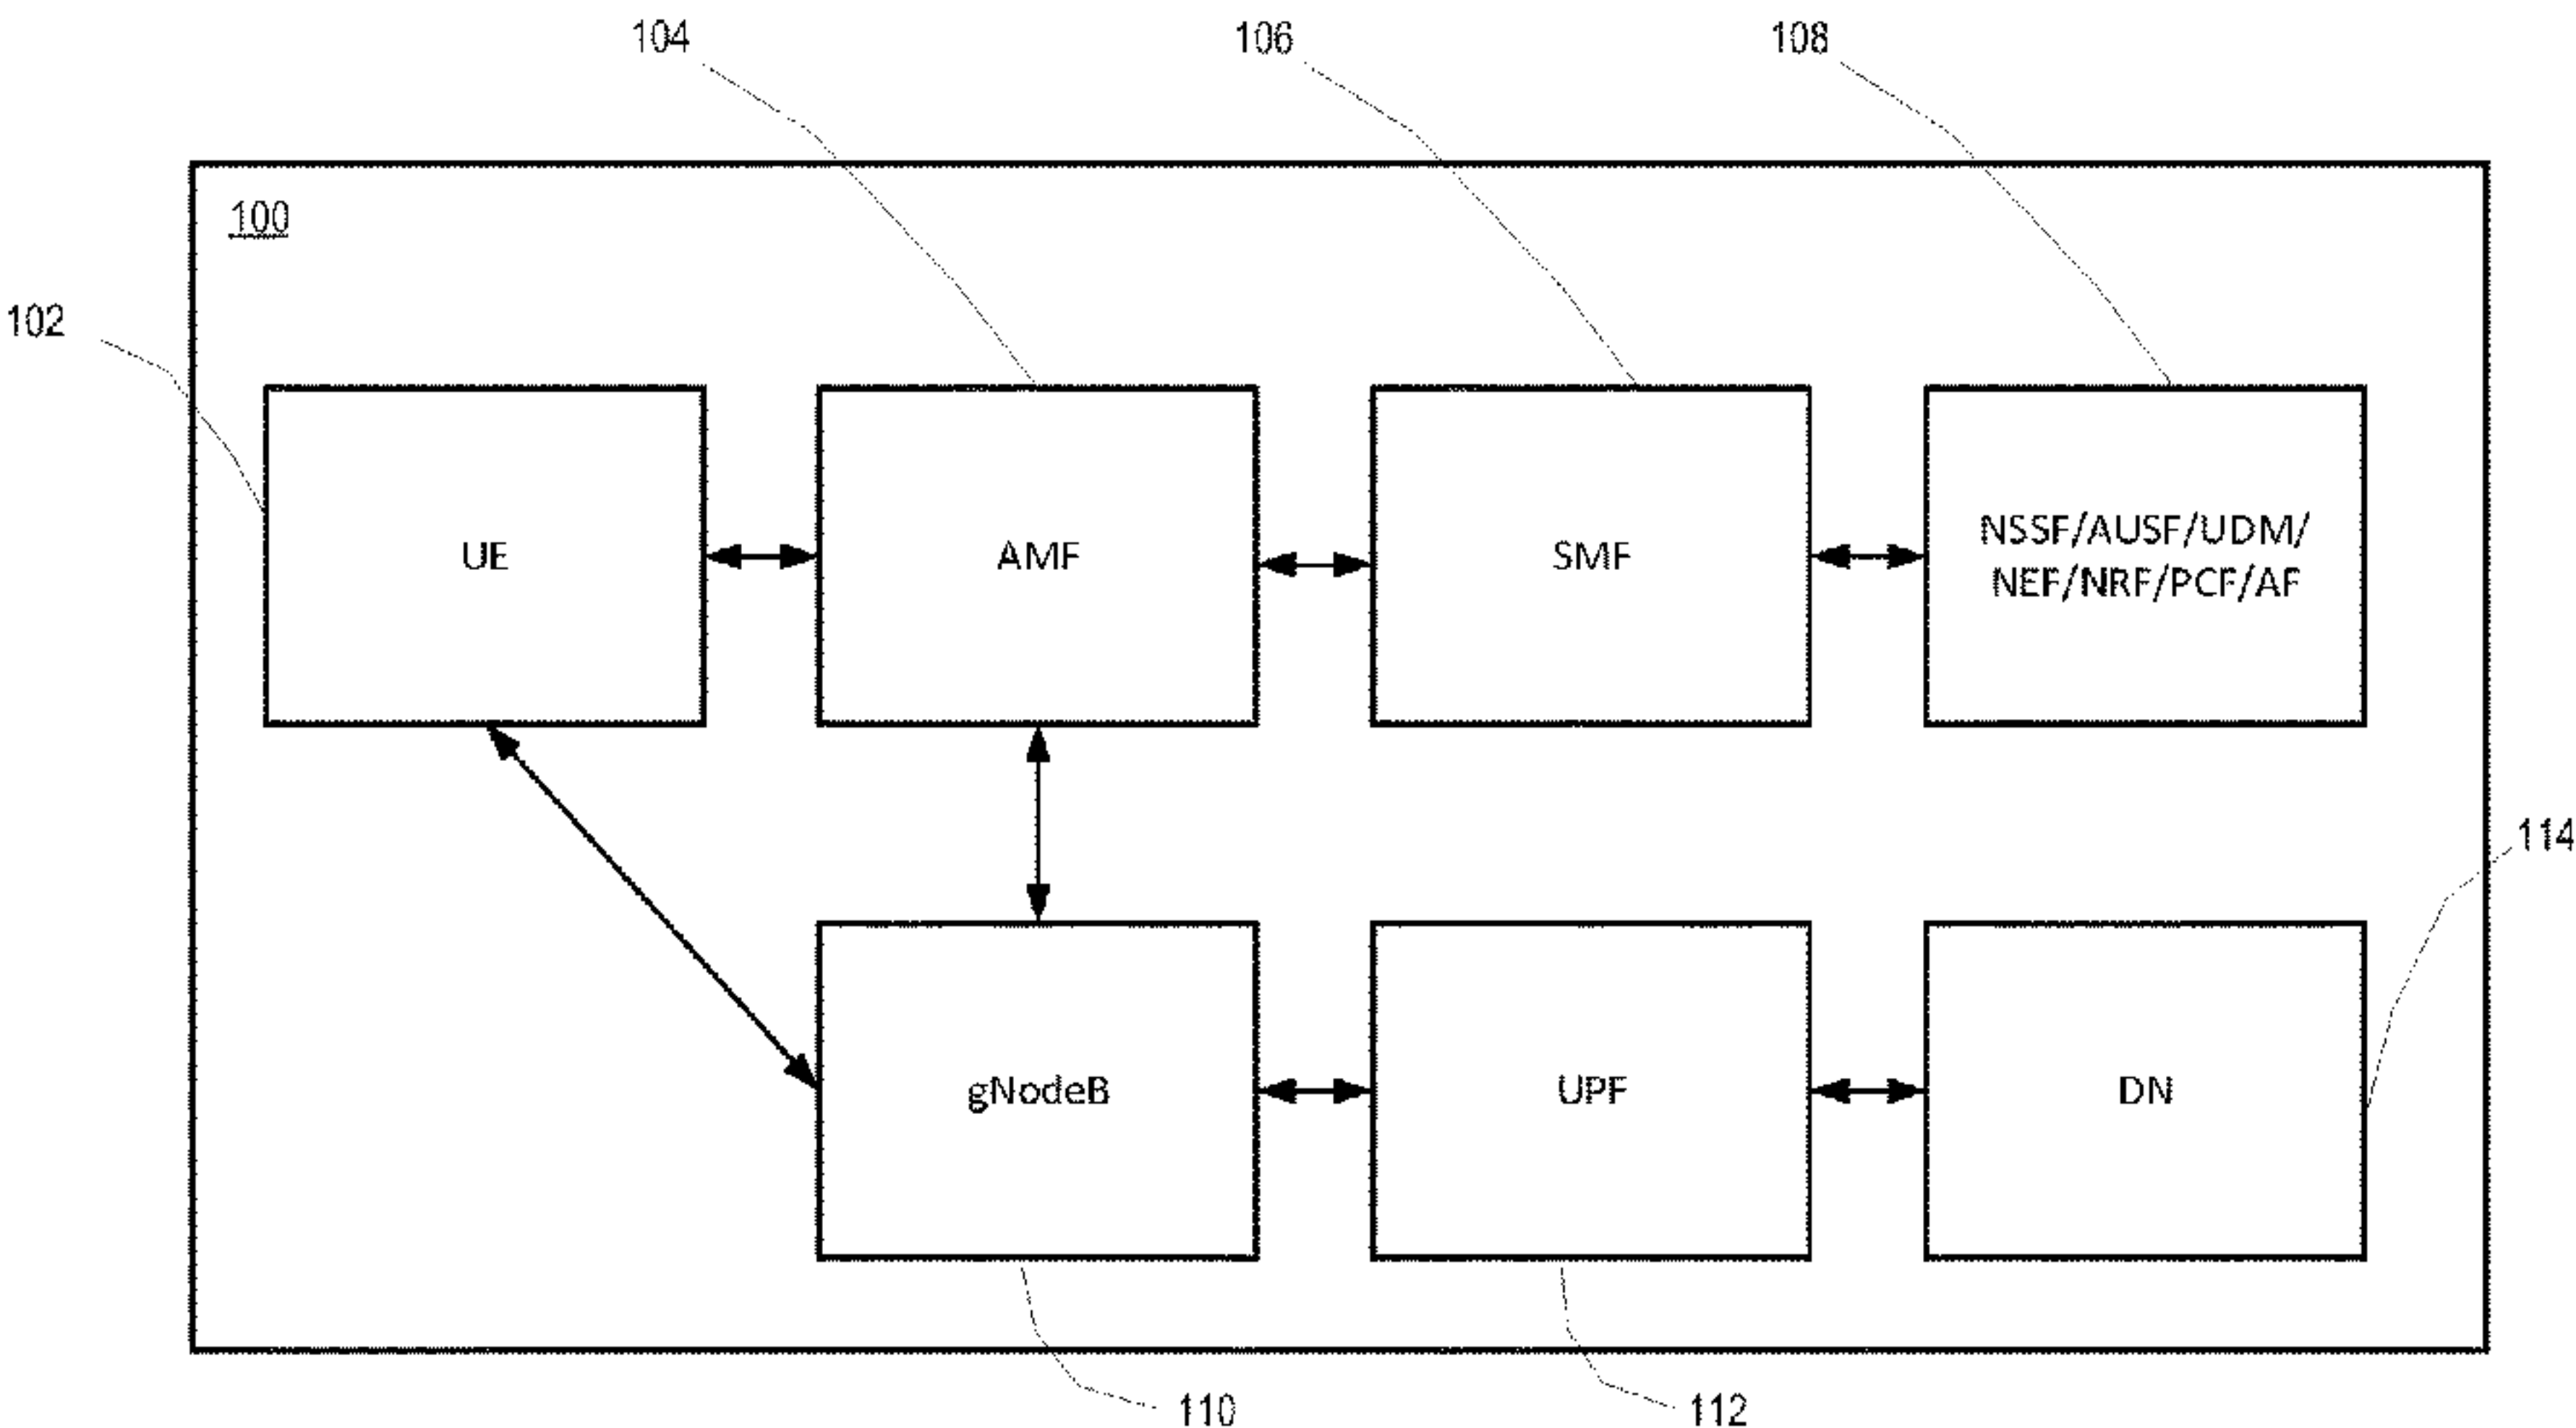 104
106
108
100
102
UE
AMF
SMF
NSSF/AUSF/UDM/
NEF/NRF/PCF/AF
114
gNodeB
UPF
DN
110
112